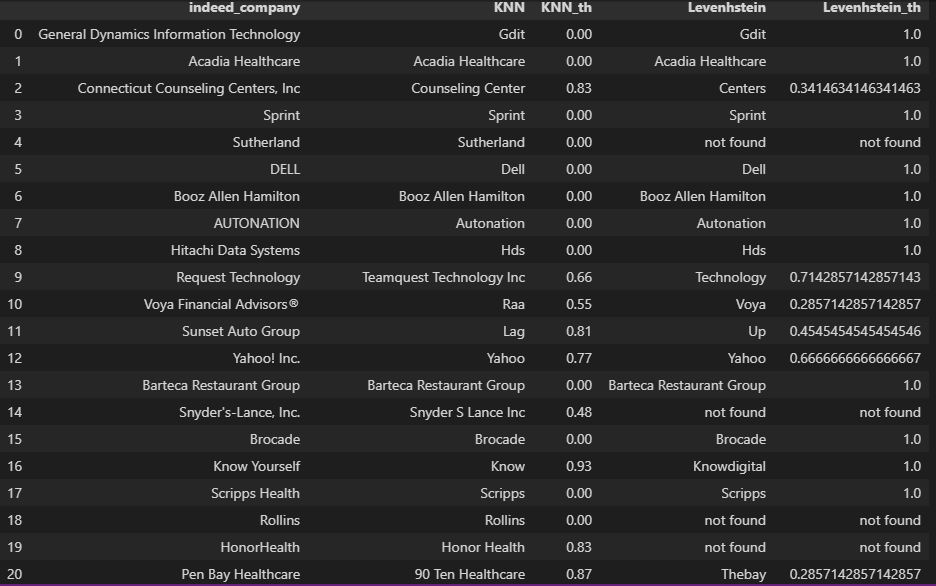 indeed_company KNN KNN_th Levenhstein Levenhstein_th
0 General Dynamics Information Technology Gdit 0.00 Gdit 1.0
1 Acadia Healthcare Acadia Healthcare 0.00 Acadia Healthcare 1.0
2 Connecticut Counseling Centers, Inc Counseling Center 0.83 Centers 0.3414634146341463
3 Sprint Sprint 0.00 Sprint 1.0
4 Sutherland Sutherland 0.00 not found not found
5 DELL Dell 0.00 Dell 1.0
6 Booz Allen Hamilton Booz Allen Hamilton 0.00 Booz Allen Hamilton 1.0
7 AUTONATION Autonation 0.00 Autonation 1.0
8 Hitachi Data Systems Hds 0.00 Hds 1.0
9 Request Technology Teamquest Technology Inc 0.66 Technology 0.7142857142857143
10 Voya Financial Advisors® Raa 0.55 Voya 0.2857142857142857
11 Sunset Auto Group Lag 0.81 Up 0.4545454545454546
12 Yahoo! Inc. Yahoo 0.77 Yahoo 0.6666666666666667
13 Barteca Restaurant Group Barteca Restaurant Group 0.00 Barteca Restaurant Group 1.0
14 Snyder's-Lance, Inc. Snyder S Lance Inc 0.48 not found not found
15 Brocade Brocade 0.00 Brocade 1.0
16 Know Yourself Know 0.93 Knowdigital 1.0
17 Scripps Health Scripps 0.00 Scripps 1.0
18 Rollins Rollins 0.00 not found not found
19 HonorHealth Honor Health 0.83 not found not found
20 Pen Bay Healthcare 90 Ten Healthcare 0.87 Thebay 0.2857142857142857